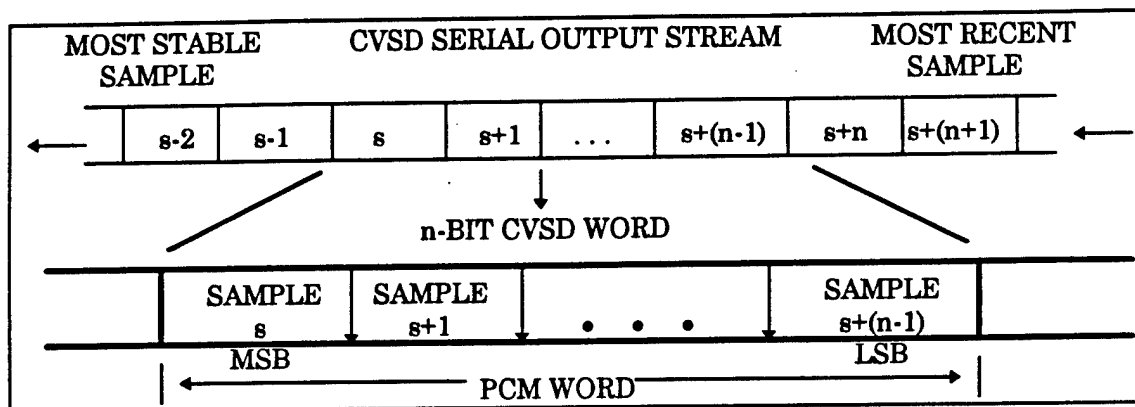 MOST STABLE SAMPLE
CVSD SERIAL OUTPUT STREAM
MOST RECENT SAMPLE
s-2 s-1 s s+1 ... s+(n-1) s+n s+(n+1)
n-BIT CVSD WORD
SAMPLE s
SAMPLE s+1
• • •
SAMPLE s+(n-1)
MSB
LSB
PCM WORD